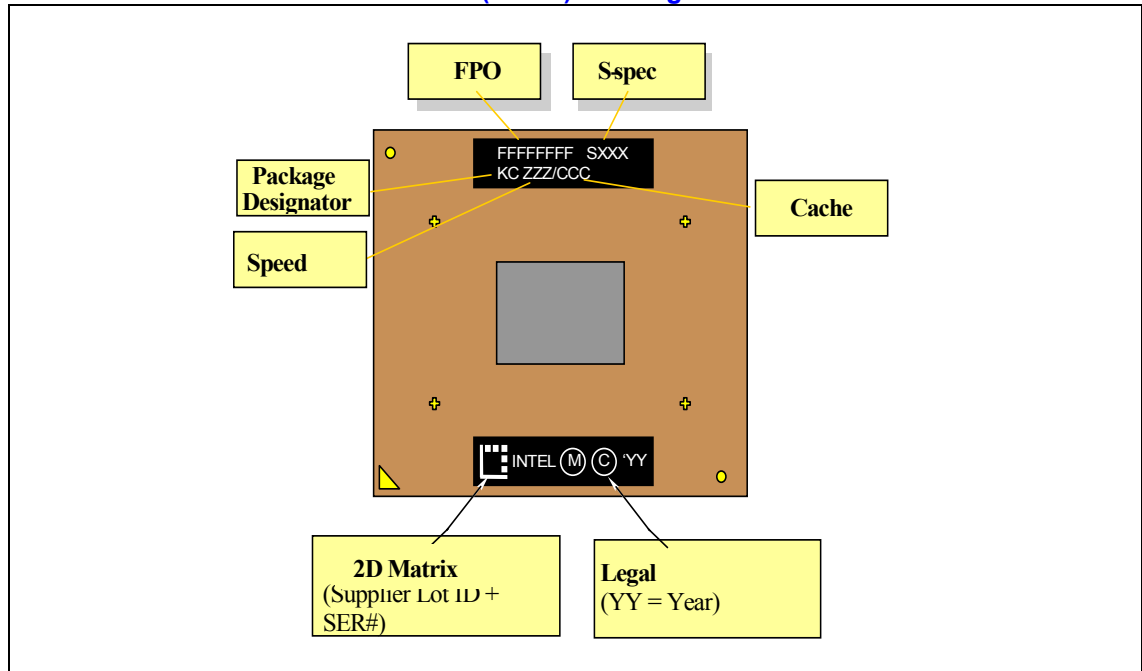 FPO
S-spec
FFFFFFFF SXXX
KC ZZZ/CCC
Package
Designator
Cache
Speed
INTEL M C 'YY
2D Matrix
(Supplier Lot ID +
SER#)
Legal
(YY = Year)